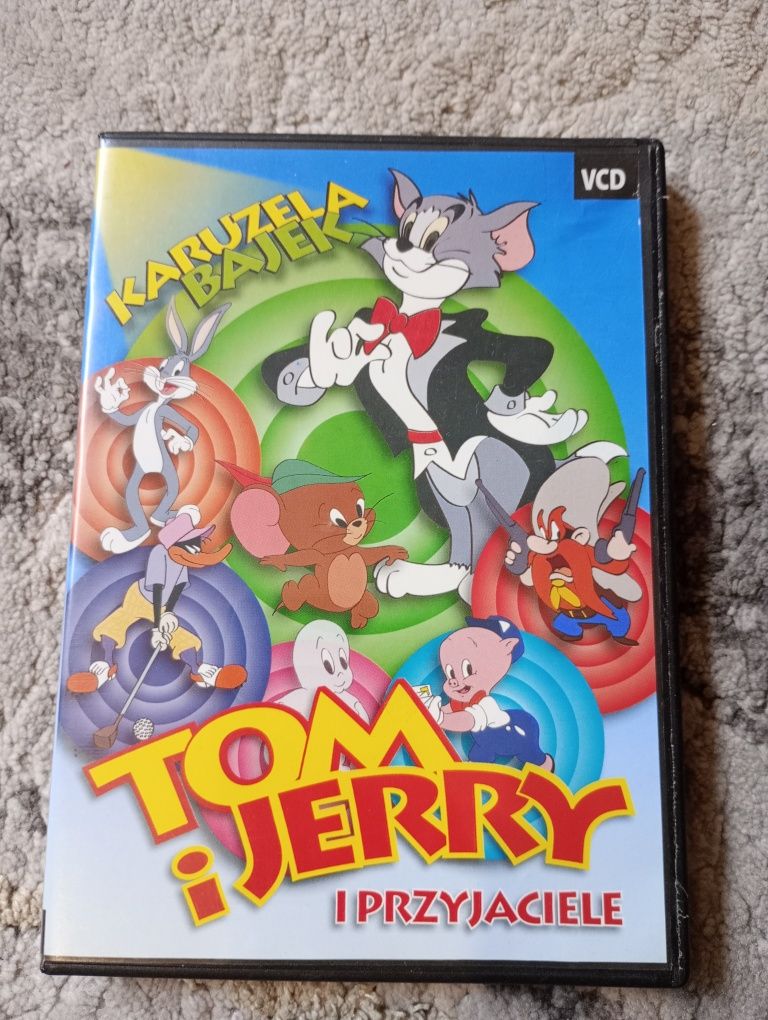 VCD
KARUZELA
BAJEK
TOM
i JERRY
I PRZYJACIELE